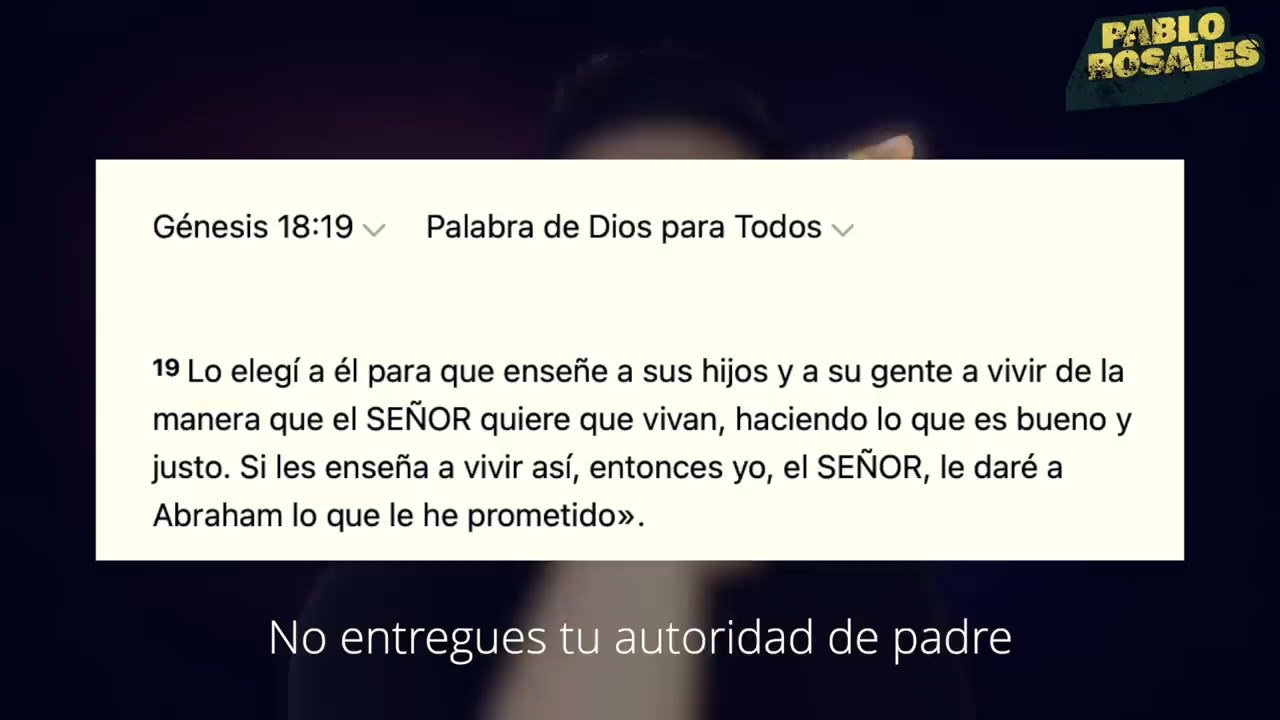 PABLO
ROSALES
Génesis 18:19 Palabra de Dios para Todos
19 Lo elegí a él para que enseñe a sus hijos y a su gente a vivir de la
manera que el SEÑOR quiere que vivan, haciendo lo que es bueno y
justo. Si les enseña a vivir así, entonces yo, el SEÑOR, le daré a
Abraham lo que le he prometido».
No entregues tu autoridad de padre